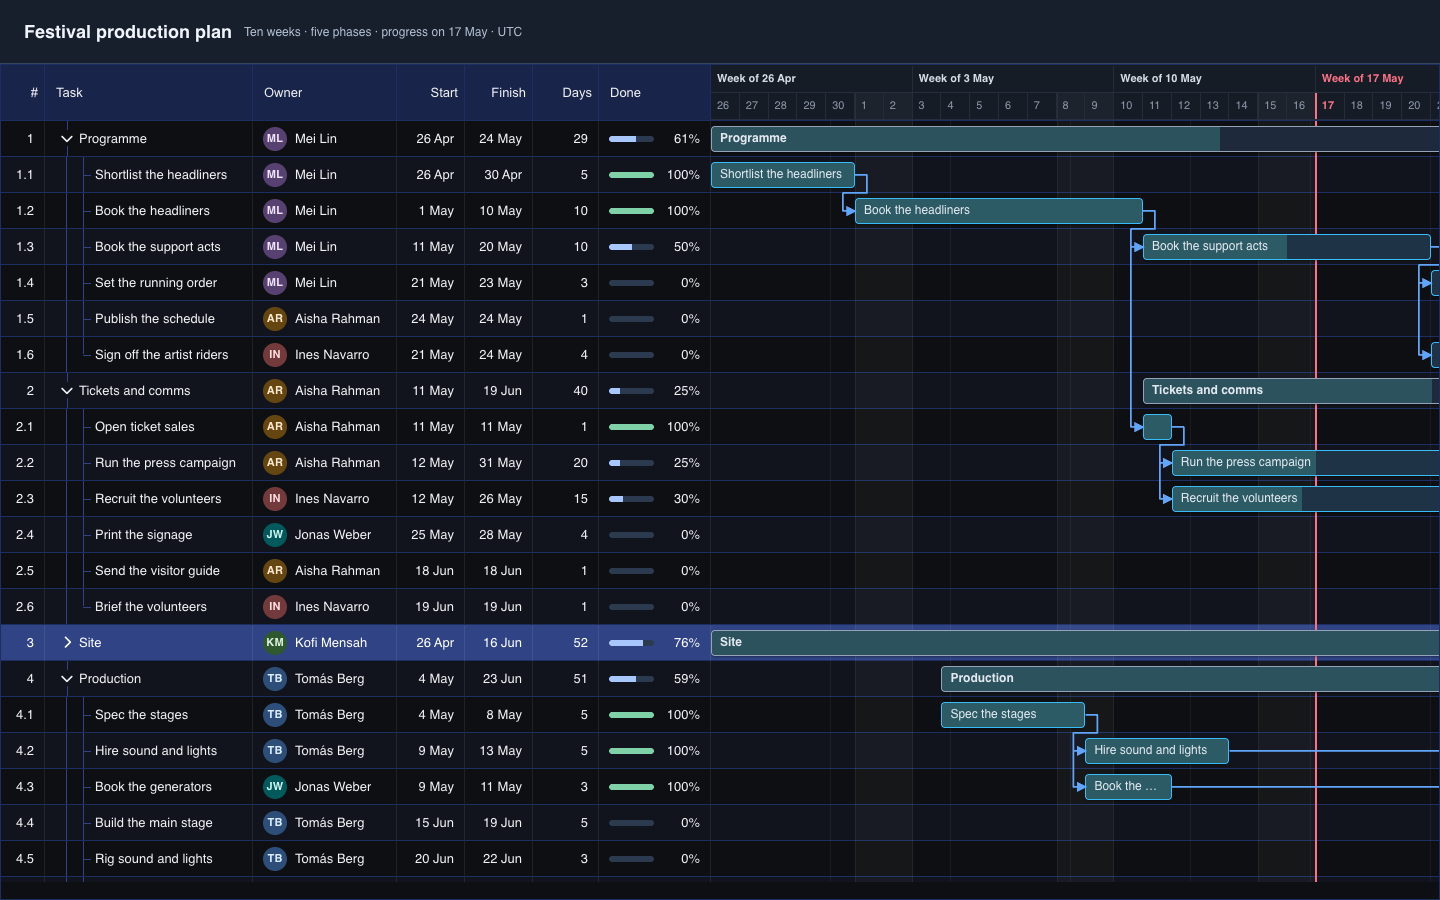 Festival production plan Ten weeks · five phases · progress on 17 May · UTC
# Task Owner Start Finish Days Done
Week of 26 Apr Week of 3 May Week of 10 May Week of 17 May
26 27 28 29 30 1 2 3 4 5 6 7 8 9 10 11 12 13 14 15 16 17 18 19 20
1 Programme ML Mei Lin 26 Apr 24 May 29 61% Programme
1.1 Shortlist the headliners ML Mei Lin 26 Apr 30 Apr 5 100% Shortlist the headliners
1.2 Book the headliners ML Mei Lin 1 May 10 May 10 100% Book the headliners
1.3 Book the support acts ML Mei Lin 11 May 20 May 10 50% Book the support acts
1.4 Set the running order ML Mei Lin 21 May 23 May 3 0%
1.5 Publish the schedule AR Aisha Rahman 24 May 24 May 1 0%
1.6 Sign off the artist riders IN Ines Navarro 21 May 24 May 4 0%
2 Tickets and comms AR Aisha Rahman 11 May 19 Jun 40 25% Tickets and comms
2.1 Open ticket sales AR Aisha Rahman 11 May 11 May 1 100%
2.2 Run the press campaign AR Aisha Rahman 12 May 31 May 20 25% Run the press campaign
2.3 Recruit the volunteers IN Ines Navarro 12 May 26 May 15 30% Recruit the volunteers
2.4 Print the signage JW Jonas Weber 25 May 28 May 4 0%
2.5 Send the visitor guide AR Aisha Rahman 18 Jun 18 Jun 1 0%
2.6 Brief the volunteers IN Ines Navarro 19 Jun 19 Jun 1 0%
3 Site KM Kofi Mensah 26 Apr 16 Jun 52 76% Site
4 Production TB Tomás Berg 4 May 23 Jun 51 59% Production
4.1 Spec the stages TB Tomás Berg 4 May 8 May 5 100% Spec the stages
4.2 Hire sound and lights TB Tomás Berg 9 May 13 May 5 100% Hire sound and lights
4.3 Book the generators JW Jonas Weber 9 May 11 May 3 100% Book the …
4.4 Build the main stage TB Tomás Berg 15 Jun 19 Jun 5 0%
4.5 Rig sound and lights TB Tomás Berg 20 Jun 22 Jun 3 0%